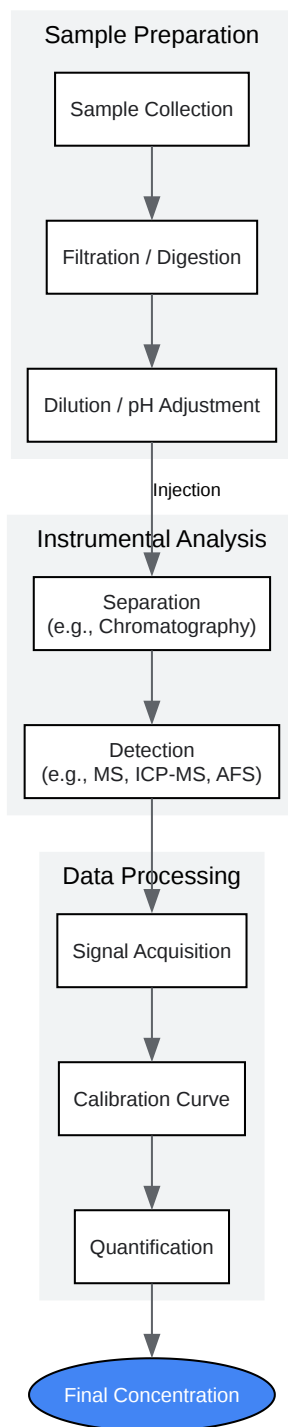 Sample Preparation
Sample Collection
Filtration / Digestion
Dilution / pH Adjustment
Injection
Instrumental Analysis
Separation
(e.g., Chromatography)
Detection
(e.g., MS, ICP-MS, AFS)
Data Processing
Signal Acquisition
Calibration Curve
Quantification
Final Concentration